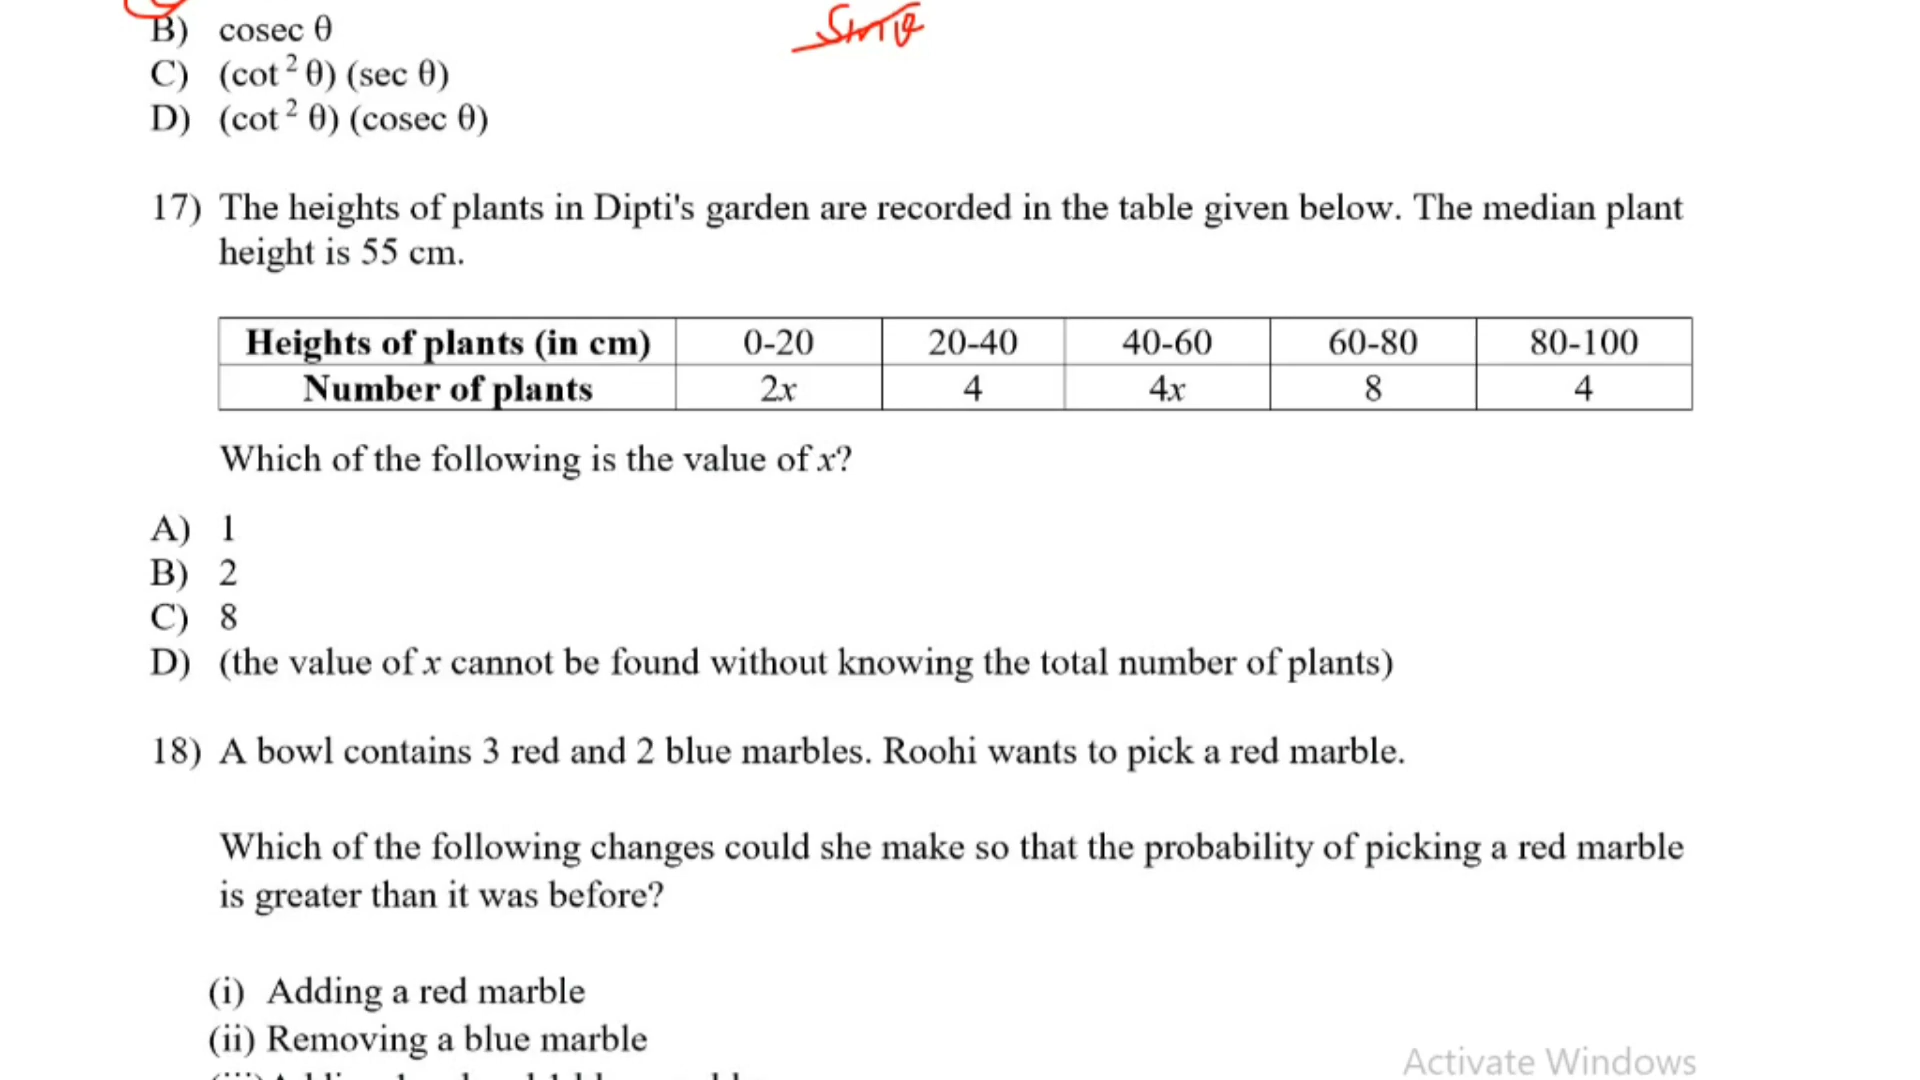 B) cosec θ
sinθ
C) (cot² θ) (sec θ)
D) (cot² θ) (cosec θ)
17) The heights of plants in Dipti's garden are recorded in the table given below. The median plant
height is 55 cm.
Heights of plants (in cm) 0-20 20-40 40-60 60-80 80-100
Number of plants 2x 4 4x 8 4
Which of the following is the value of x?
A) 1
B) 2
C) 8
D) (the value of x cannot be found without knowing the total number of plants)
18) A bowl contains 3 red and 2 blue marbles. Roohi wants to pick a red marble.
Which of the following changes could she make so that the probability of picking a red marble
is greater than it was before?
(i) Adding a red marble
(ii) Removing a blue marble
Activate Windows